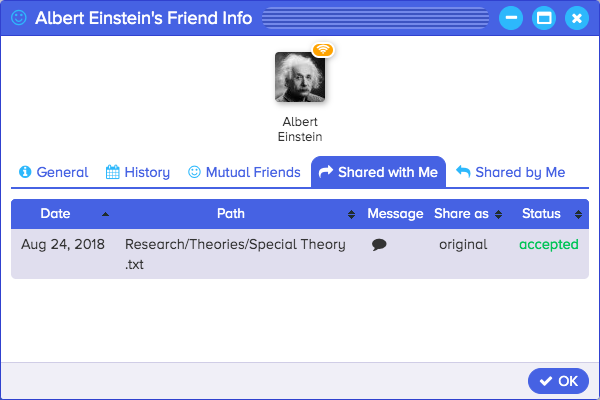 Albert Einstein's Friend Info
Albert
Einstein
General History Mutual Friends Shared with Me Shared by Me
Date Path Message Share as Status
Aug 24, 2018 Research/Theories/Special Theory original accepted
.txt
OK